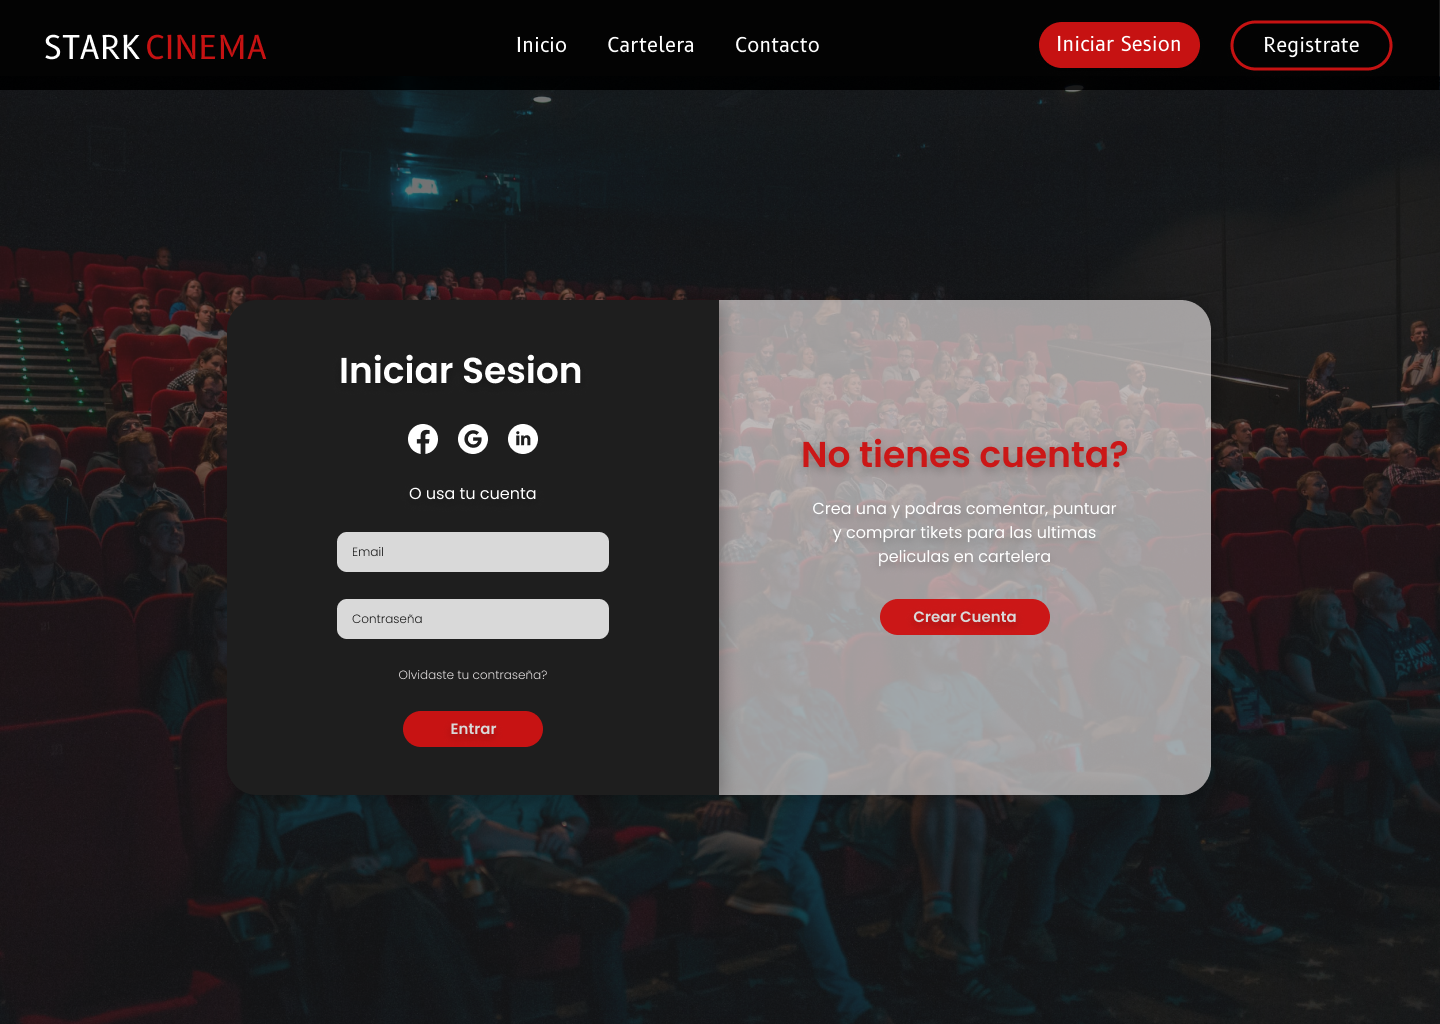 STARK CINEMA
Inicio
Cartelera
Contacto
Iniciar Sesion
Registrate
Iniciar Sesion
O usa tu cuenta
Email
Contraseña
Olvidaste tu contraseña?
Entrar
No tienes cuenta?
Crea una y podras comentar, puntuar
y comprar tikets para las ultimas
peliculas en cartelera
Crear Cuenta